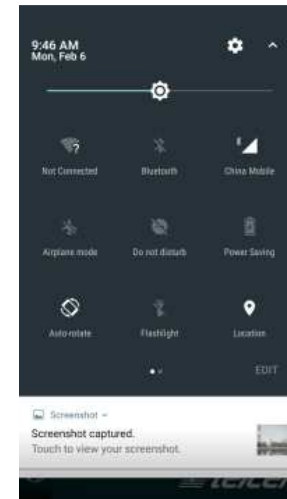 9:46 AM
Mon, Feb 6
Not Connected
Bluetooth
China Mobile
Airplane mode
Do not disturb
Power Saving
Auto-rotate
Flashlight
Location
EDIT
Screenshot
Screenshot captured.
Touch to view your screenshot.